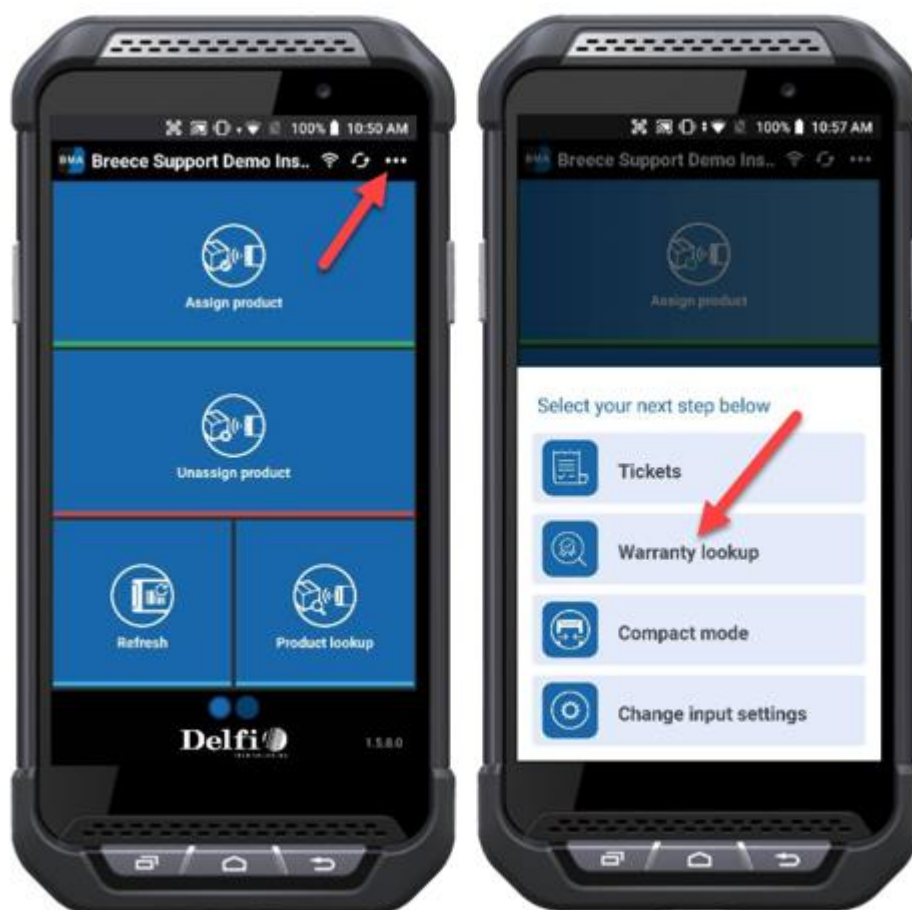 100% 10:50 AM
BMA Breece Support Demo Ins..
Assign product
Unassign product
Refresh
Product lookup
Delfi
1.5.8.0
100% 10:57 AM
BMA Breece Support Demo Ins..
Assign product
Select your next step below
Tickets
Warranty lookup
Compact mode
Change input settings